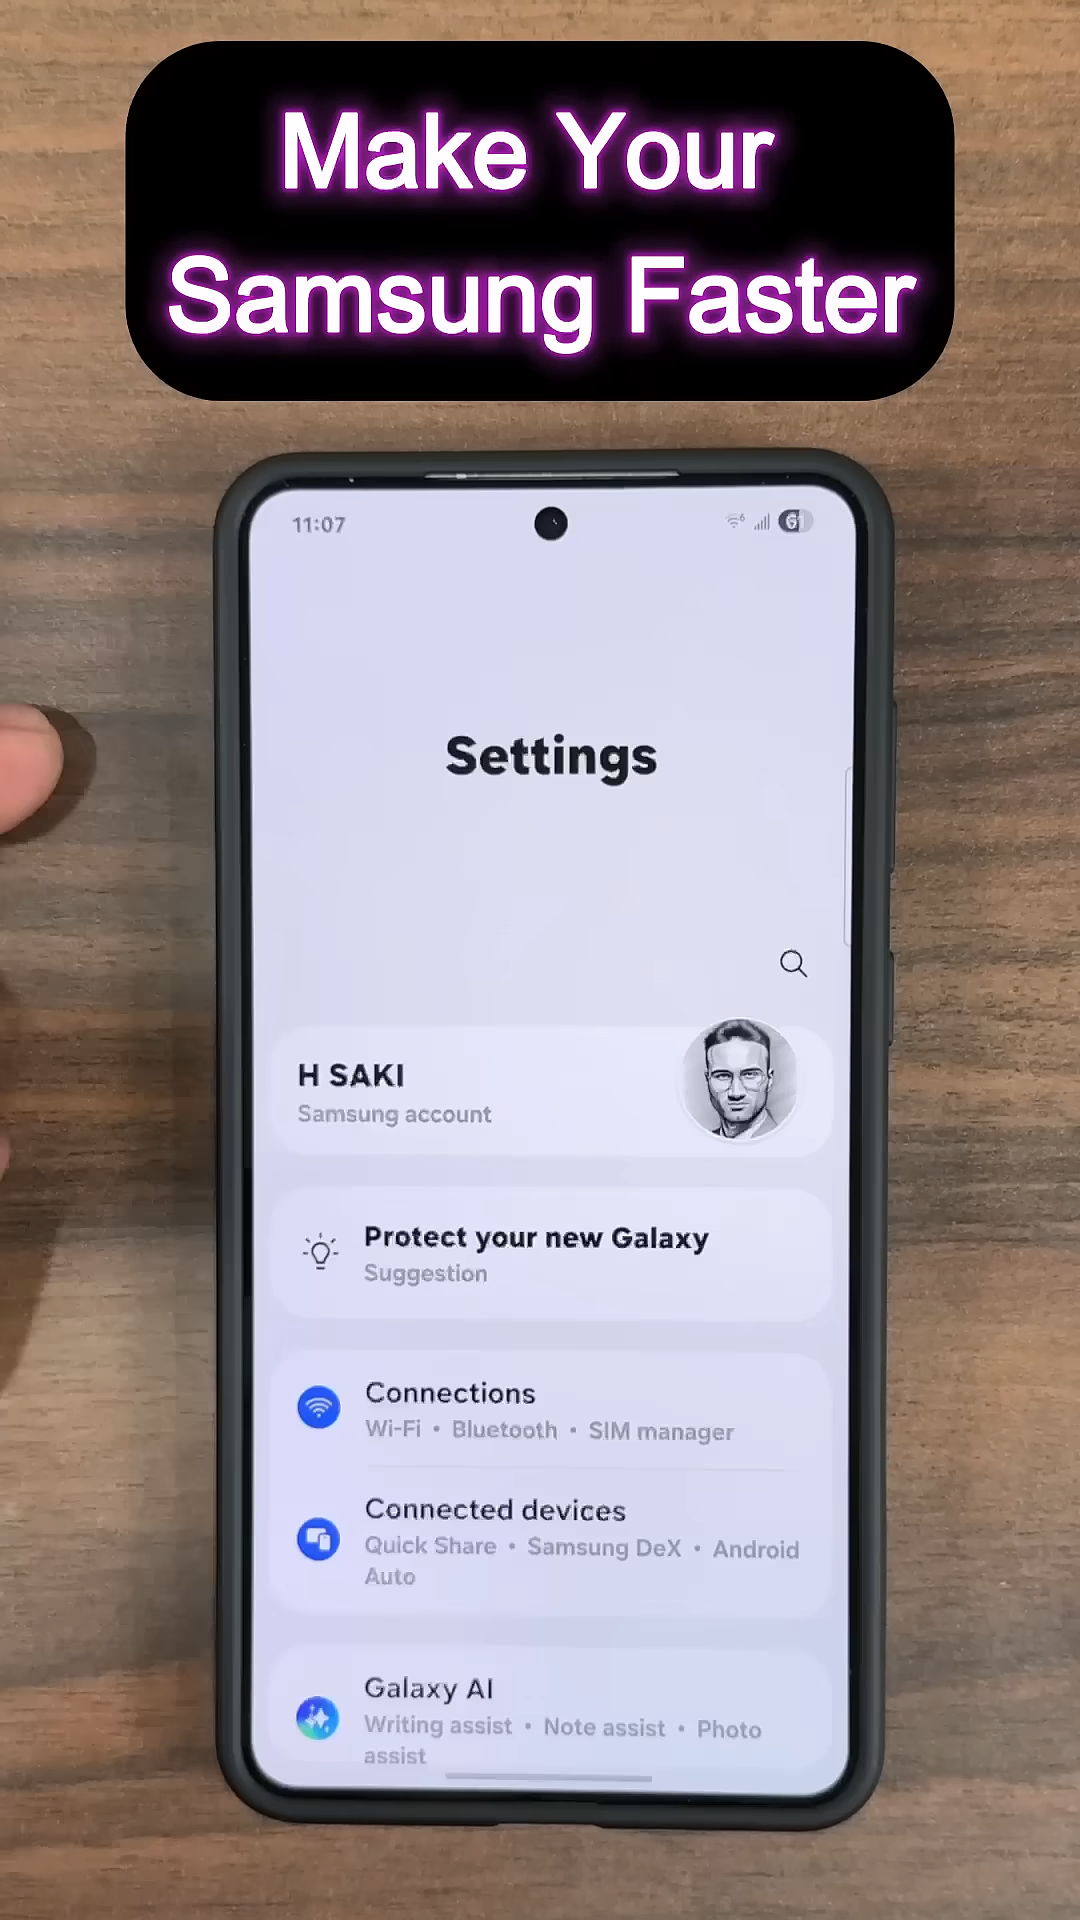 Make Your
Samsung Faster
11:07
Settings
H SAKI
Samsung account
Protect your new Galaxy
Suggestion
Connections
Wi-Fi • Bluetooth • SIM manager
Connected devices
Quick Share • Samsung DeX • Android
Auto
Galaxy AI
Writing assist • Note assist • Photo
assist